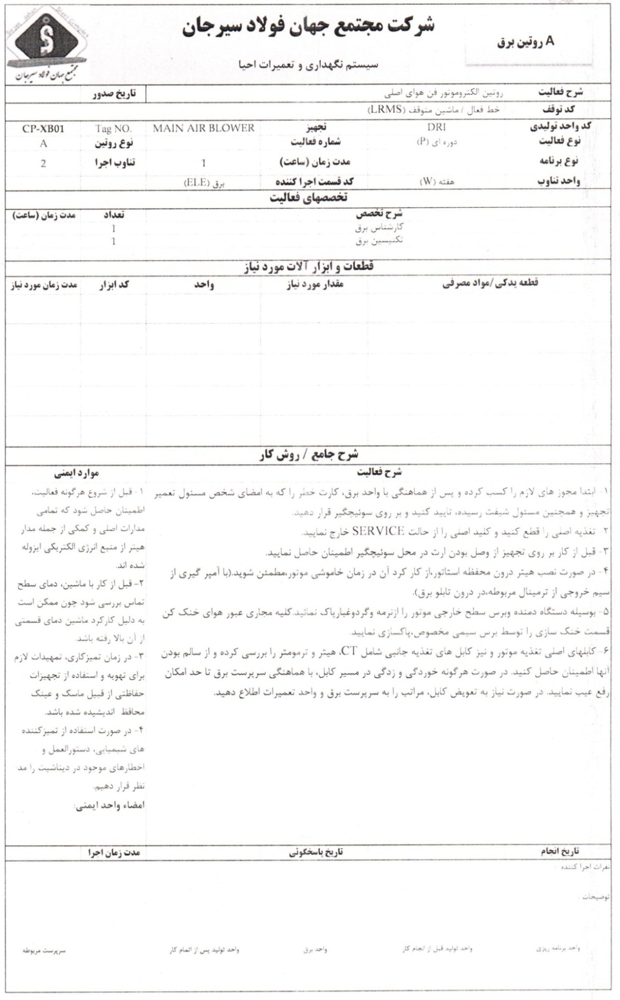 Sirjan Jahan Steel Complex
مجتمع جهان فولاد سیرجان
شرکت مجتمع جهان فولاد سیرجان
سیستم نگهداری و تعمیرات احیا
A روتین برق
شرح فعالیت روتین الکتروموتور فن هوای اصلی تاریخ صدور
کد توقف خط فعال / ماشین متوقف (LRMS)
کد واحد تولیدی DRI تجهیز MAIN AIR BLOWER Tag NO. CP-XB01
نوع فعالیت دوره ای (P) شماره فعالیت نوع روتین A
نوع برنامه مدت زمان (ساعت) 1 تناوب اجرا 2
واحد تناوب هفته (W) کد قسمت اجرا کننده برق (ELE)
تخصصهای فعالیت
شرح تخصص تعداد مدت زمان (ساعت)
کارشناس برق 1
تکنیسین برق 1
قطعات و ابزار آلات مورد نیاز
قطعه یدکی/مواد مصرفی مقدار مورد نیاز واحد کد ابزار مدت زمان مورد نیاز
شرح جامع / روش کار
شرح فعالیت
۱- ابتدا مجوز های لازم را کسب کرده و پس از هماهنگی با واحد برق، کارت خطر را که به امضای شخص مسئول تعمیر
تجهیز و همچنین مسئول شیفت رسیده، تایید کنید و بر روی سوئیچگیر قرار دهید.
۲- تغذیه اصلی را قطع کنید و کلید اصلی را از حالت SERVICE خارج نمایید.
۳- قبل از کار بر روی تجهیز از وصل بودن ارت در محل سوئیچگیر اطمینان حاصل نمایید.
۴- در صورت نصب هیتر درون محفظه استاتور،از کار کرد آن در زمان خاموشی موتور،مطمئن شوید.(با آمپر گیری از
سیم خروجی از ترمینال مربوطه،در درون تابلو برق).
۵- بوسیله دستگاه دمنده وبرس سطح خارجی موتور را ازنرمه وگردوغبارپاک نمائید.کلیه مجاری عبور هوای خنک کن
قسمت خنک سازی را توسط برس سیمی مخصوص،پاکسازی نمایید.
۶- کابلهای اصلی تغذیه موتور و نیز کابل های تغذیه جانبی شامل CT، هیتر و ترمومتر را بررسی کرده و از سالم بودن
آنها اطمینان حاصل کنید. در صورت هرگونه خوردگی و زدگی در مسیر کابل، با هماهنگی سرپرست برق تا حد امکان
رفع عیب نمایید. در صورت نیاز به تعویض کابل، مراتب را به سرپرست برق و واحد تعمیرات اطلاع دهید.
موارد ایمنی
۱- قبل از شروع هرگونه فعالیت،
اطمینان حاصل شود که تمامی
مدارات اصلی و کمکی از جمله مدار
هیتر از منبع انرژی الکتریکی ایزوله
شده اند.
۲- قبل از کار با ماشین، دمای سطح
تماس بررسی شود چون ممکن است
به دلیل کارکرد ماشین دمای قسمتی
از آن بالا رفته باشد.
۳- در زمان تمیزکاری، تمهیدات لازم
برای تهویه و استفاده از تجهیزات
حفاظتی از قبیل ماسک و عینک
محافظ اندیشیده شده باشد.
۴- در صورت استفاده از تمیزکننده
های شیمیایی، دستورالعمل و
اخطارهای موجود در دیتاشیت را مد
نظر قرار دهیم.
امضاء واحد ایمنی:
تاریخ انجام تاریخ پاسخگوئی مدت زمان اجرا
نفرات اجرا کننده :
توضیحات :
واحد برنامه ریزی واحد تولید قبل از انجام کار واحد برق واحد تولید پس از اتمام کار سرپرست مربوطه